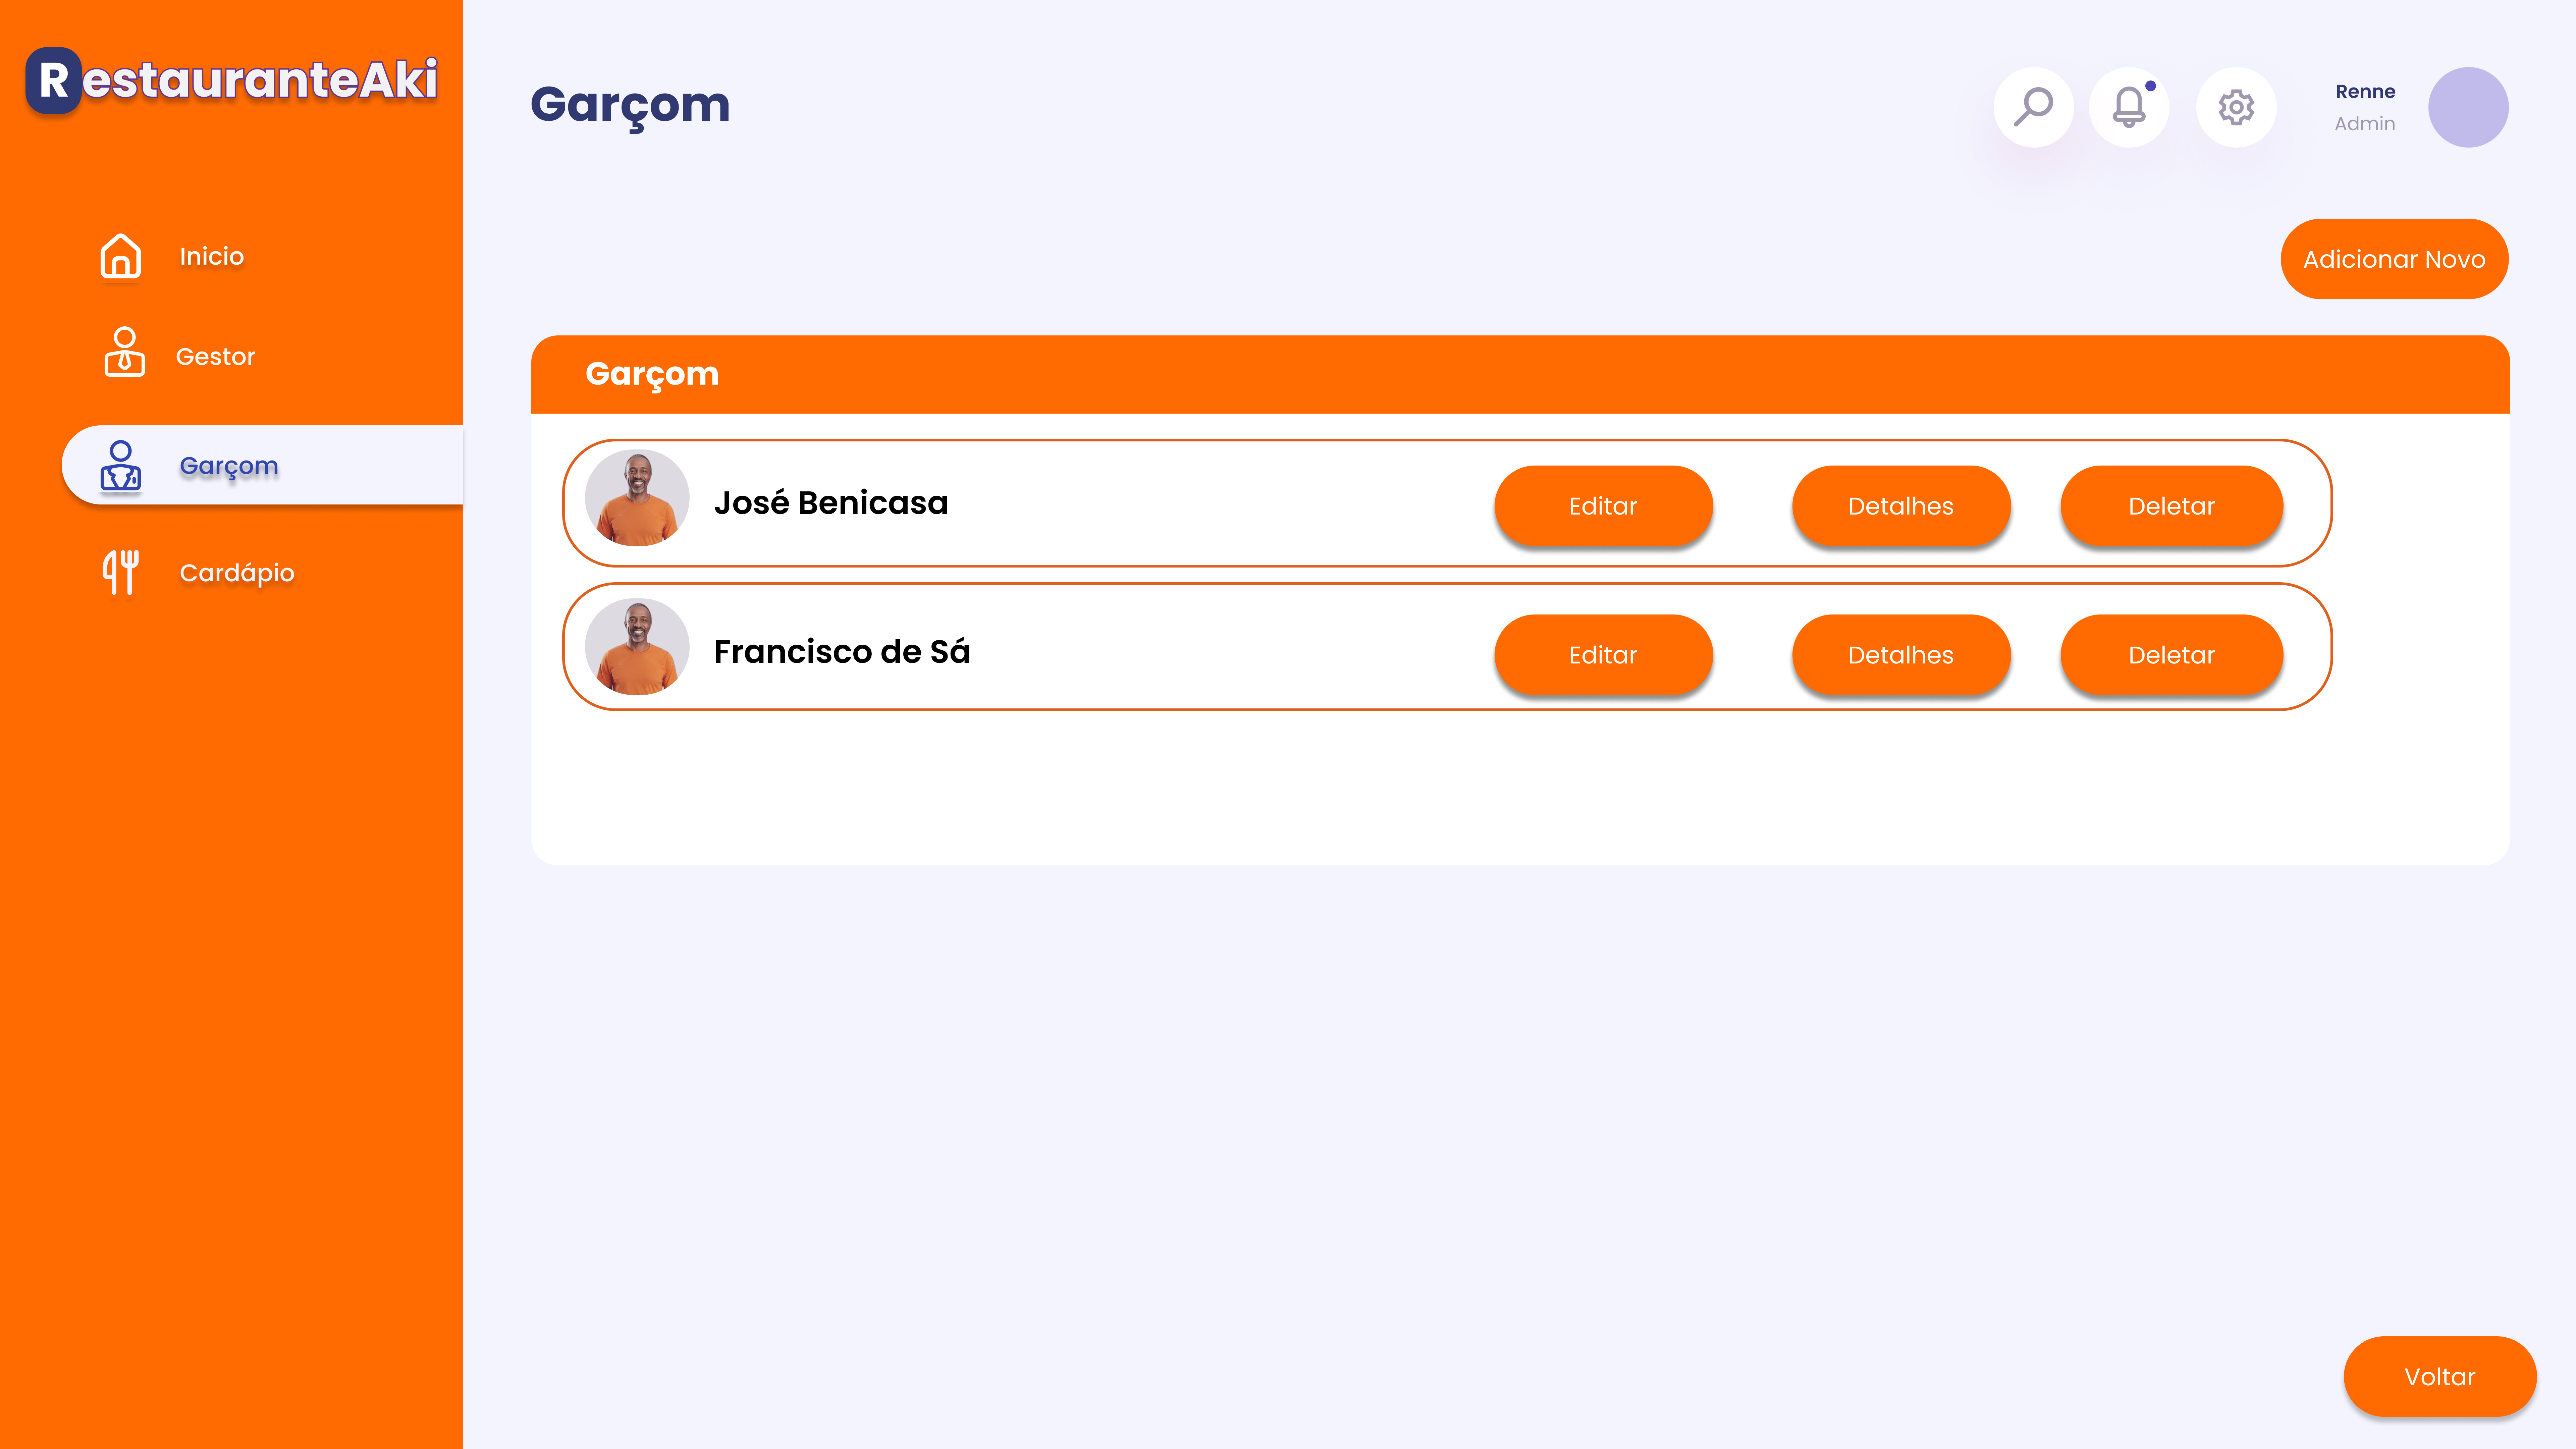 RestauranteAki
Garçom
Renne
Admin
Inicio
Gestor
Garçom
Cardápio
Adicionar Novo
Garçom
José Benicasa
Editar
Detalhes
Deletar
Francisco de Sá
Editar
Detalhes
Deletar
Voltar